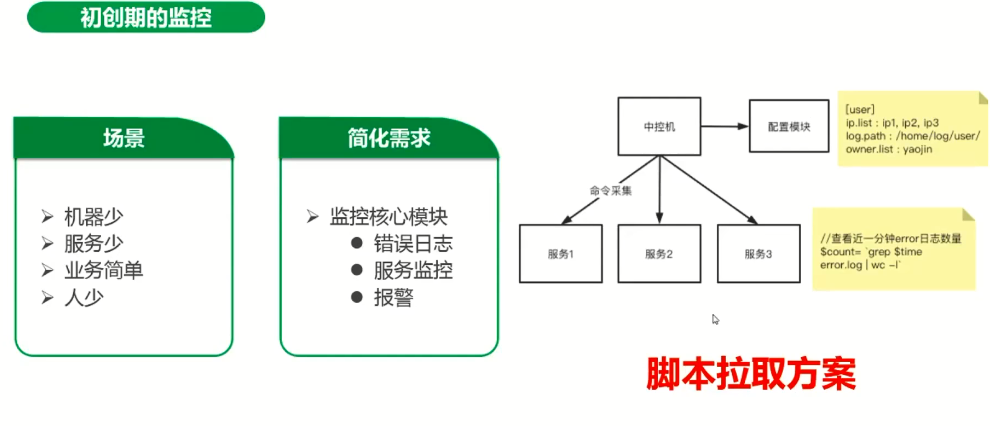 初创期的监控
场景
机器少
服务少
业务简单
人少
简化需求
监控核心模块
错误日志
服务监控
报警
中控机
配置模块
[user]
ip.list：ip1, ip2, ip3
log.path：/home/log/user/
owner.list：yaojin
命令采集
服务1
服务2
服务3
//查看近一分钟error日志数量
$count= `grep $time
error.log | wc -l`
脚本拉取方案